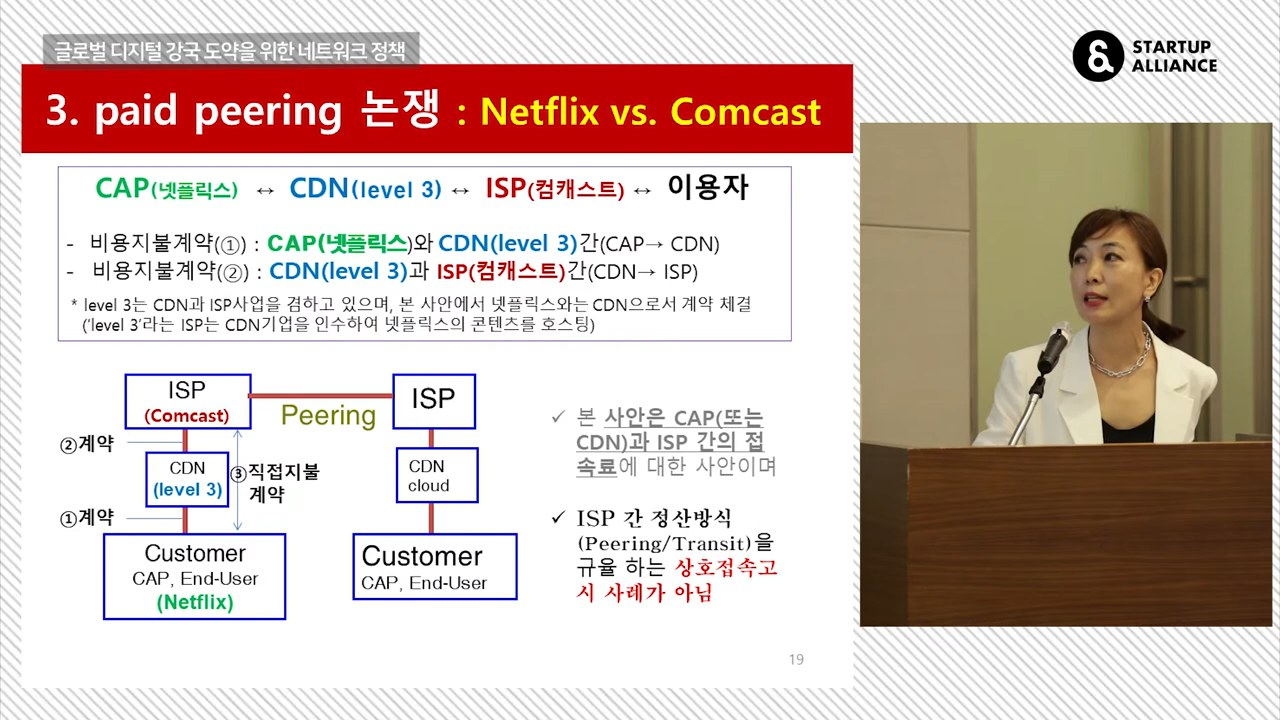 글로벌 디지털 강국 도약을 위한 네트워크 정책
STARTUP
ALLIANCE
3. paid peering 논쟁 : Netflix vs. Comcast
CAP(넷플릭스) ↔ CDN(level 3) ↔ ISP(컴캐스트) ↔ 이용자
- 비용지불계약(①) : CAP(넷플릭스)와 CDN(level 3)간(CAP→ CDN)
- 비용지불계약(②) : CDN(level 3)과 ISP(컴캐스트)간(CDN→ ISP)
* level 3는 CDN과 ISP사업을 겸하고 있으며, 본 사안에서 넷플릭스와는 CDN으로서 계약 체결
('level 3'라는 ISP는 CDN기업을 인수하여 넷플릭스의 콘텐츠를 호스팅)
ISP
(Comcast)
Peering
ISP
②계약
CDN
(level 3)
③직접지불
계약
CDN
cloud
①계약
Customer
CAP, End-User
(Netflix)
Customer
CAP, End-User
✓ 본 사안은 CAP(또는
CDN)과 ISP 간의 접
속료에 대한 사안이며
✓ ISP 간 정산방식
(Peering/Transit)을
규율 하는 상호접속고
시 사례가 아님
19